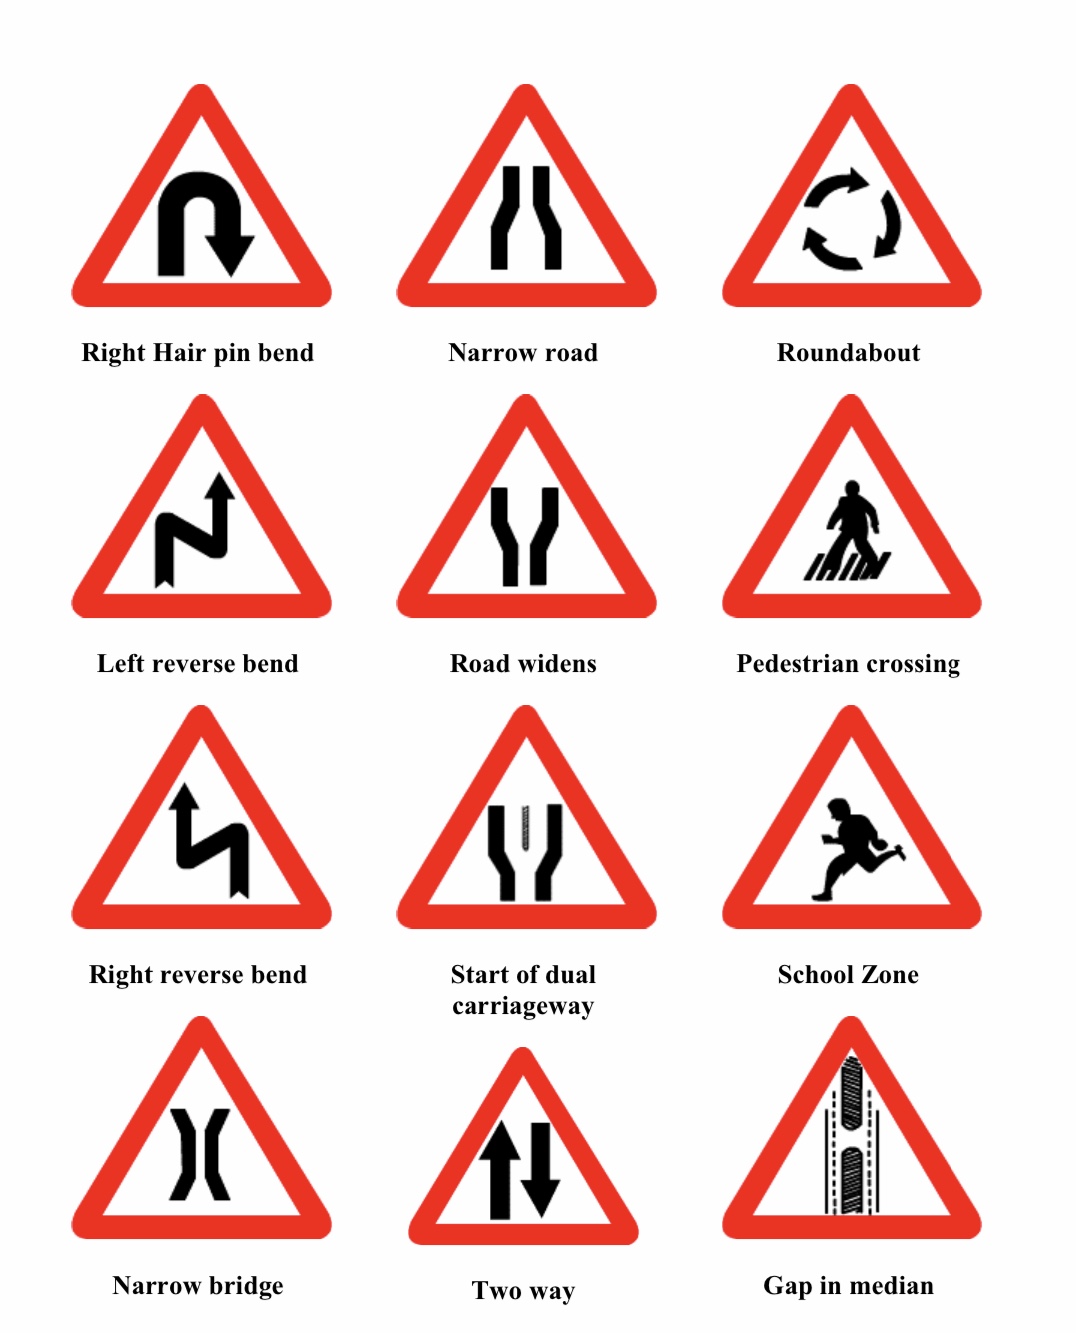 Right Hair pin bend
Narrow road
Roundabout
Left reverse bend
Road widens
Pedestrian crossing
Right reverse bend
Start of dual
carriageway
School Zone
Narrow bridge
Two way
Gap in median